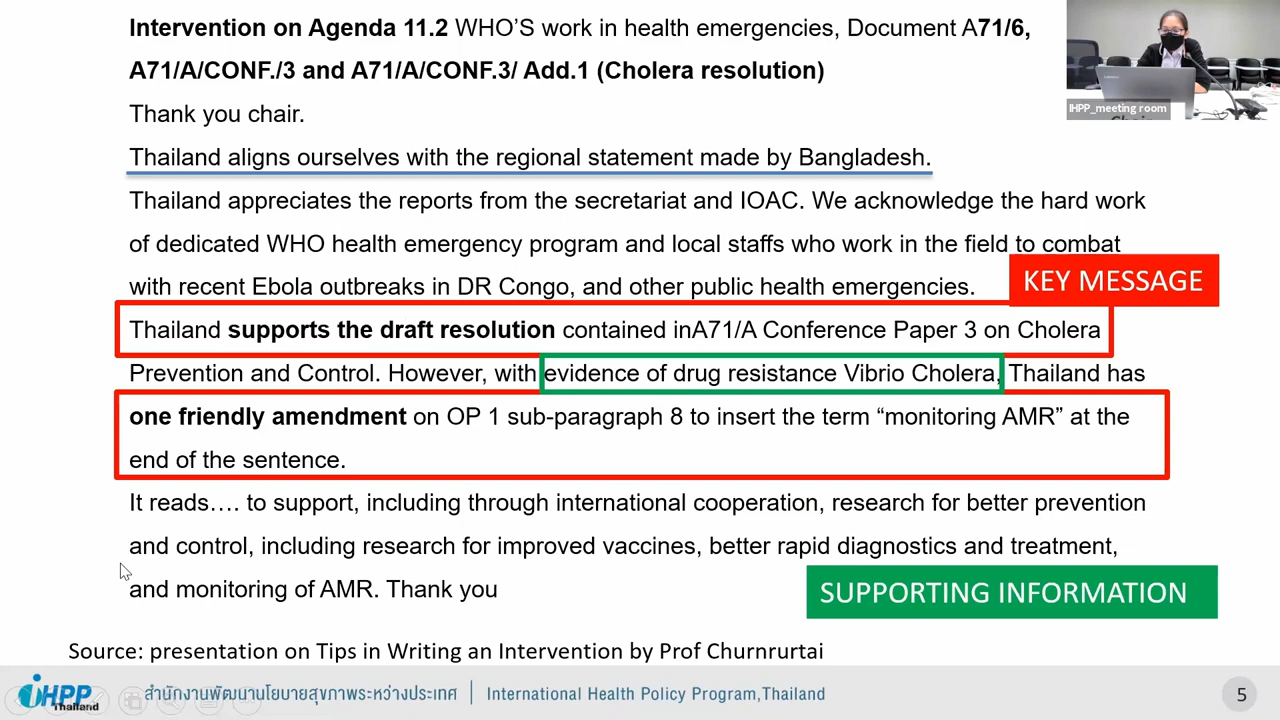 Intervention on Agenda 11.2 WHO'S work in health emergencies, Document A71/6,
A71/A/CONF./3 and A71/A/CONF.3/ Add.1 (Cholera resolution)
Thank you chair.
Thailand aligns ourselves with the regional statement made by Bangladesh.
Thailand appreciates the reports from the secretariat and IOAC. We acknowledge the hard work
of dedicated WHO health emergency program and local staffs who work in the field to combat
with recent Ebola outbreaks in DR Congo, and other public health emergencies.
KEY MESSAGE
Thailand supports the draft resolution contained inA71/A Conference Paper 3 on Cholera
Prevention and Control. However, with evidence of drug resistance Vibrio Cholera, Thailand has
one friendly amendment on OP 1 sub-paragraph 8 to insert the term “monitoring AMR” at the
end of the sentence.
It reads…. to support, including through international cooperation, research for better prevention
and control, including research for improved vaccines, better rapid diagnostics and treatment,
and monitoring of AMR. Thank you
SUPPORTING INFORMATION
Source: presentation on Tips in Writing an Intervention by Prof Churnrurtai
IHPP Thailand
สำนักงานพัฒนานโยบายสุขภาพระหว่างประเทศ | International Health Policy Program,Thailand
5
IHPP_meeting room
Lenovo